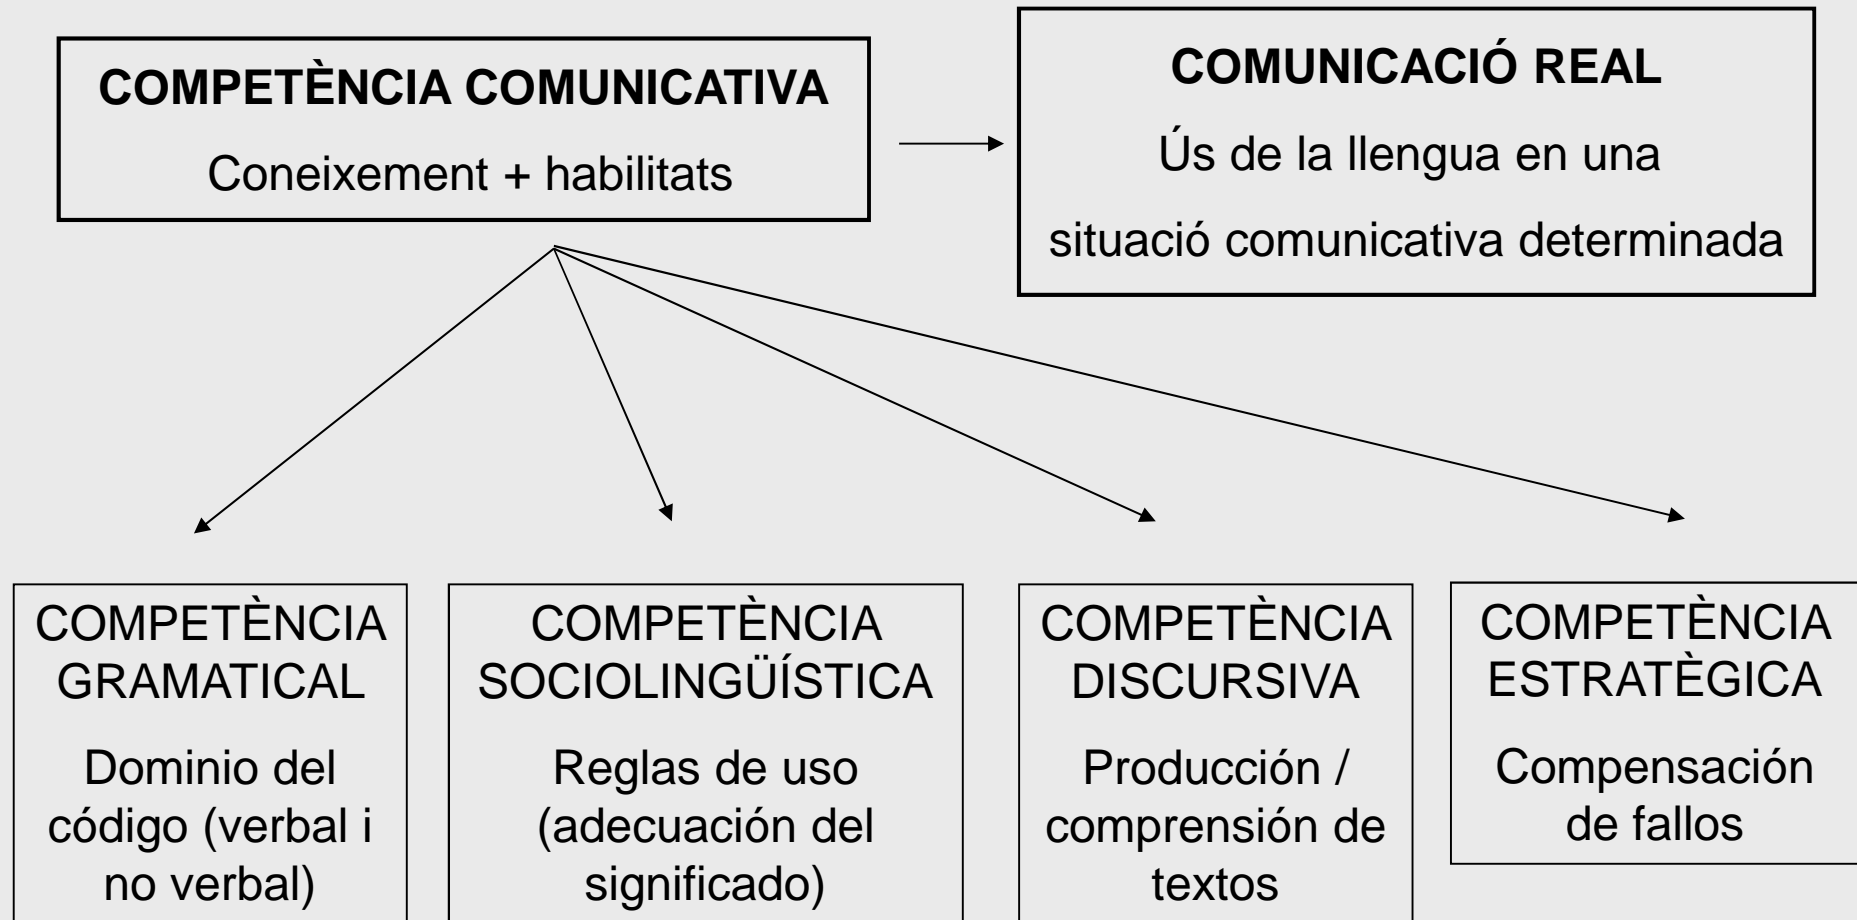 COMPETÈNCIA COMUNICATIVA
Coneixement + habilitats
COMUNICACIÓ REAL
Ús de la llengua en una
situació comunicativa determinada
COMPETÈNCIA
GRAMATICAL
Dominio del
código (verbal i
no verbal)
COMPETÈNCIA
SOCIOLINGÜÍSTICA
Reglas de uso
(adecuación del
significado)
COMPETÈNCIA
DISCURSIVA
Producción /
comprensión de
textos
COMPETÈNCIA
ESTRATÈGICA
Compensación
de fallos